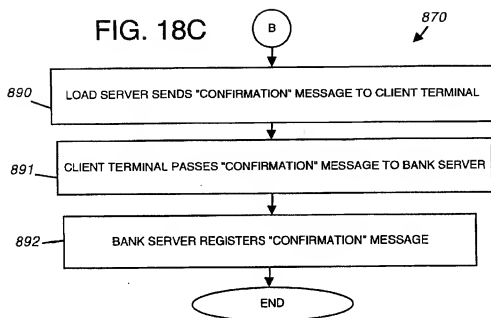 FIG. 18C
B
870
890
LOAD SERVER SENDS "CONFIRMATION" MESSAGE TO CLIENT TERMINAL
891
CLIENT TERMINAL PASSES "CONFIRMATION" MESSAGE TO BANK SERVER
892
BANK SERVER REGISTERS "CONFIRMATION" MESSAGE
END